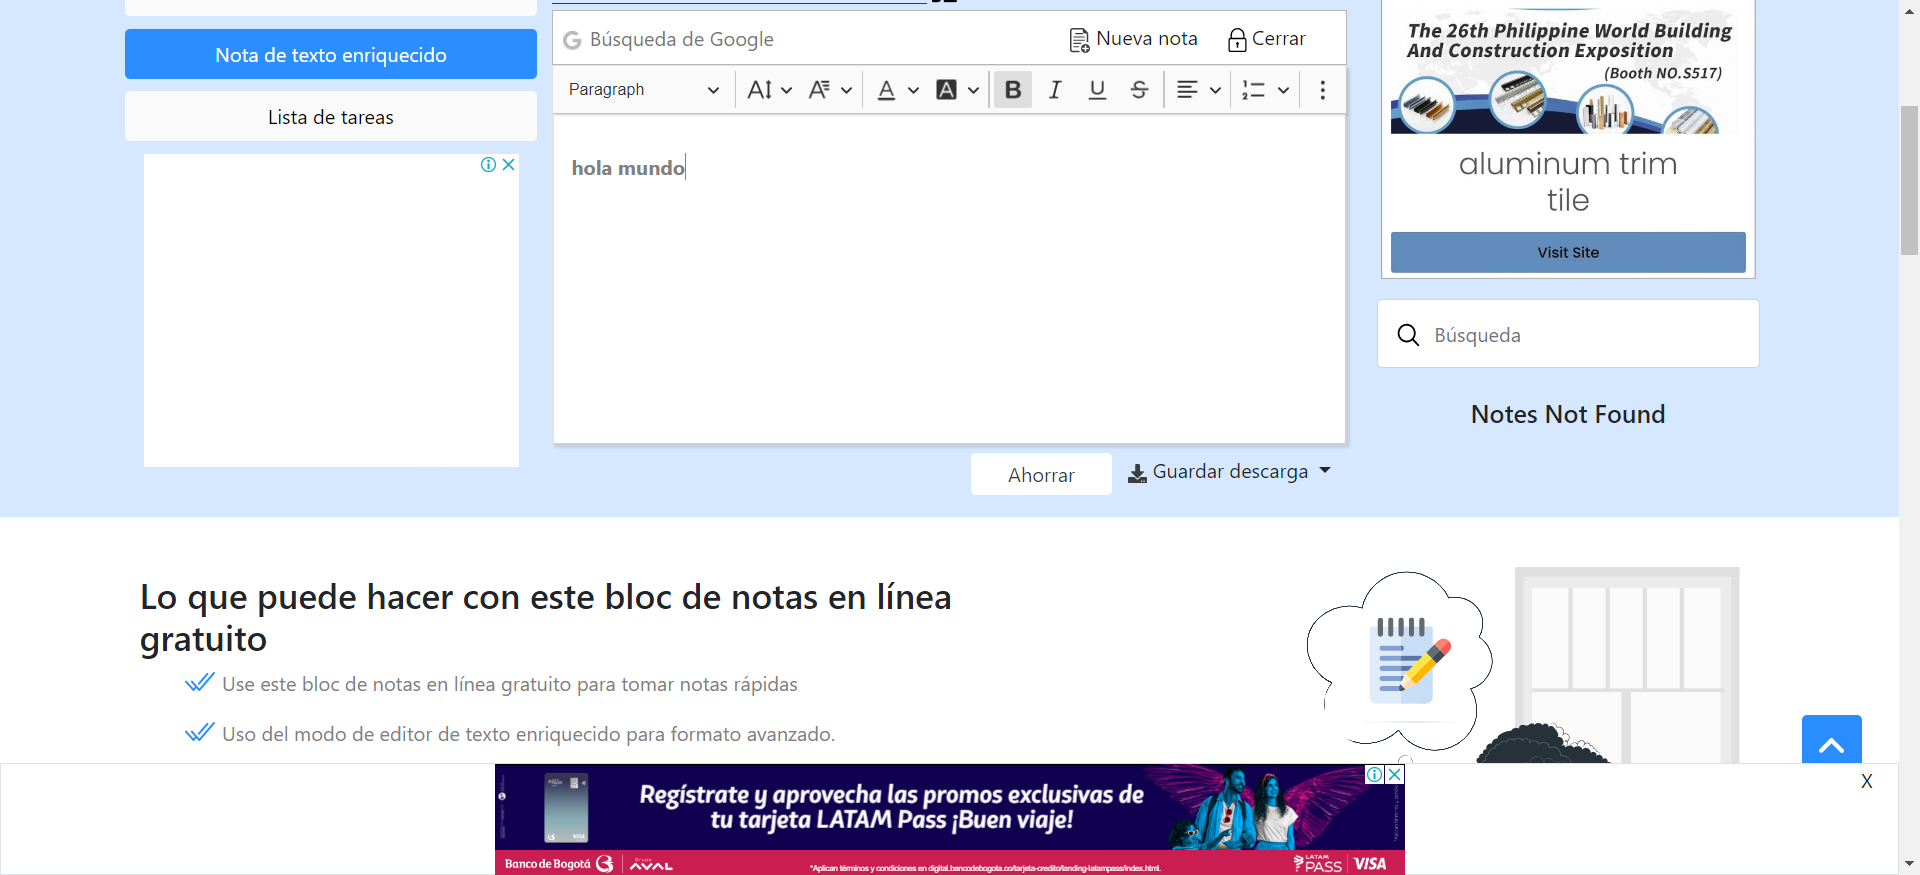 Nota de texto enriquecido
Lista de tareas
Búsqueda de Google
Nueva nota
Cerrar
Paragraph
hola mundo
Ahorrar
Guardar descarga
The 26th Philippine World Building
And Construction Exposition
(Booth NO.S517)
aluminum trim
tile
Visit Site
Búsqueda
Notes Not Found
Lo que puede hacer con este bloc de notas en línea
gratuito
Use este bloc de notas en línea gratuito para tomar notas rápidas
Uso del modo de editor de texto enriquecido para formato avanzado.
X
Regístrate y aprovecha las promos exclusivas de
tu tarjeta LATAM Pass ¡Buen viaje!
Banco de Bogotá
Grupo
AVAL
*Aplican términos y condiciones en digital.bancodebogota.co/tarjeta-credito/landing-latampass/index.html.
LATAM
PASS
VISA